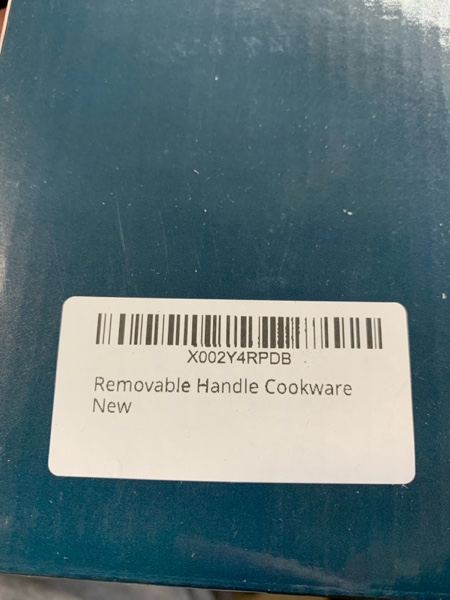 X002Y4RPDB
Removable Handle Cookware
New